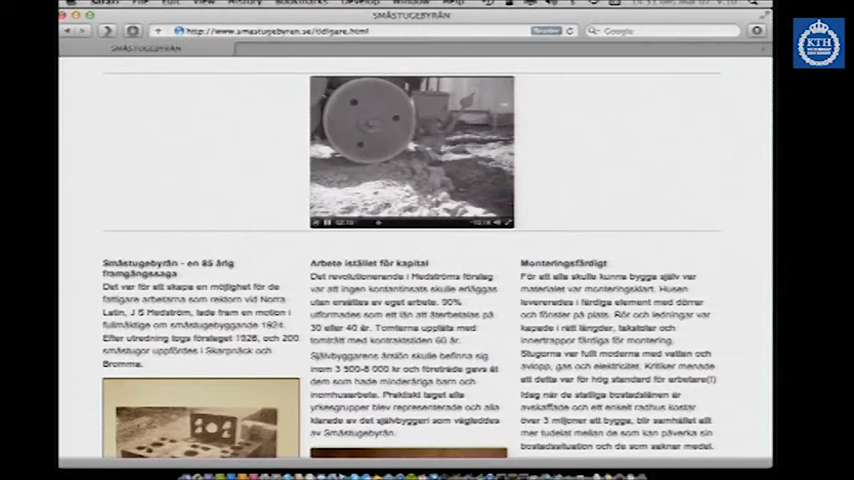 SMÅSTUGEBYRÅN
http://www.smastugebyran.se/tidigare.html
Reader
Google
SMÅSTUGEBYRÅN
KTH
02:10
Småstugebyrån - en 85 årig
framgångssaga
Det var för att skapa en möjlighet för de
fattigare arbetarna som rektorn vid Norra
Latin, J S Medström, lade fram en motion i
fullmäktige om småstugebyggande 1924.
Efter utredning togs förslaget 1926, och 200
småstugor uppfördes i Skarpnäck och
Bromma.
Arbete istället för kapital
Det revolutionerende i Medströms förslag
var att ingen kontantinsats skulle erläggas
utan ersättas av eget arbete. 90%
utformades som ett lån att återbetalas på
30 eller 40 år. Tomterna uppläts med
tomträtt med kontraktstiden 60 år.
Självbyggarens årslön skulle befinna sig
inom 3 500-8 000 kr och företräde gavs åt
dem som hade minderåriga barn och
inomhusarbete. Praktiskt taget alla
yrkesgrupper blev representerade och alla
klarade av det självbyggeri som vägleddes
av Småstugebyrån.
Monteringsfärdigt
För att alla skulle kunna bygga själv var
materialet var monteringsklart. Husen
levererades i färdiga element med dörrar
och fönster på plats. Rör och ledningar var
kapade i rätt längder, takstolar och
innertrappor färdiga för montering.
Stugorna var fullt moderna med vatten och
avlopp, gas och elektricitet. Kritiker menade
att detta var för hög standard för arbetare(!)
Idag när de statliga bostadslånen är
avskaffade och ett enkelt radhus kostar
över 3 miljoner att bygga, blir samhället allt
mer tudelat mellan de som kan påverka sin
bostadssituation och de som saknar medel.